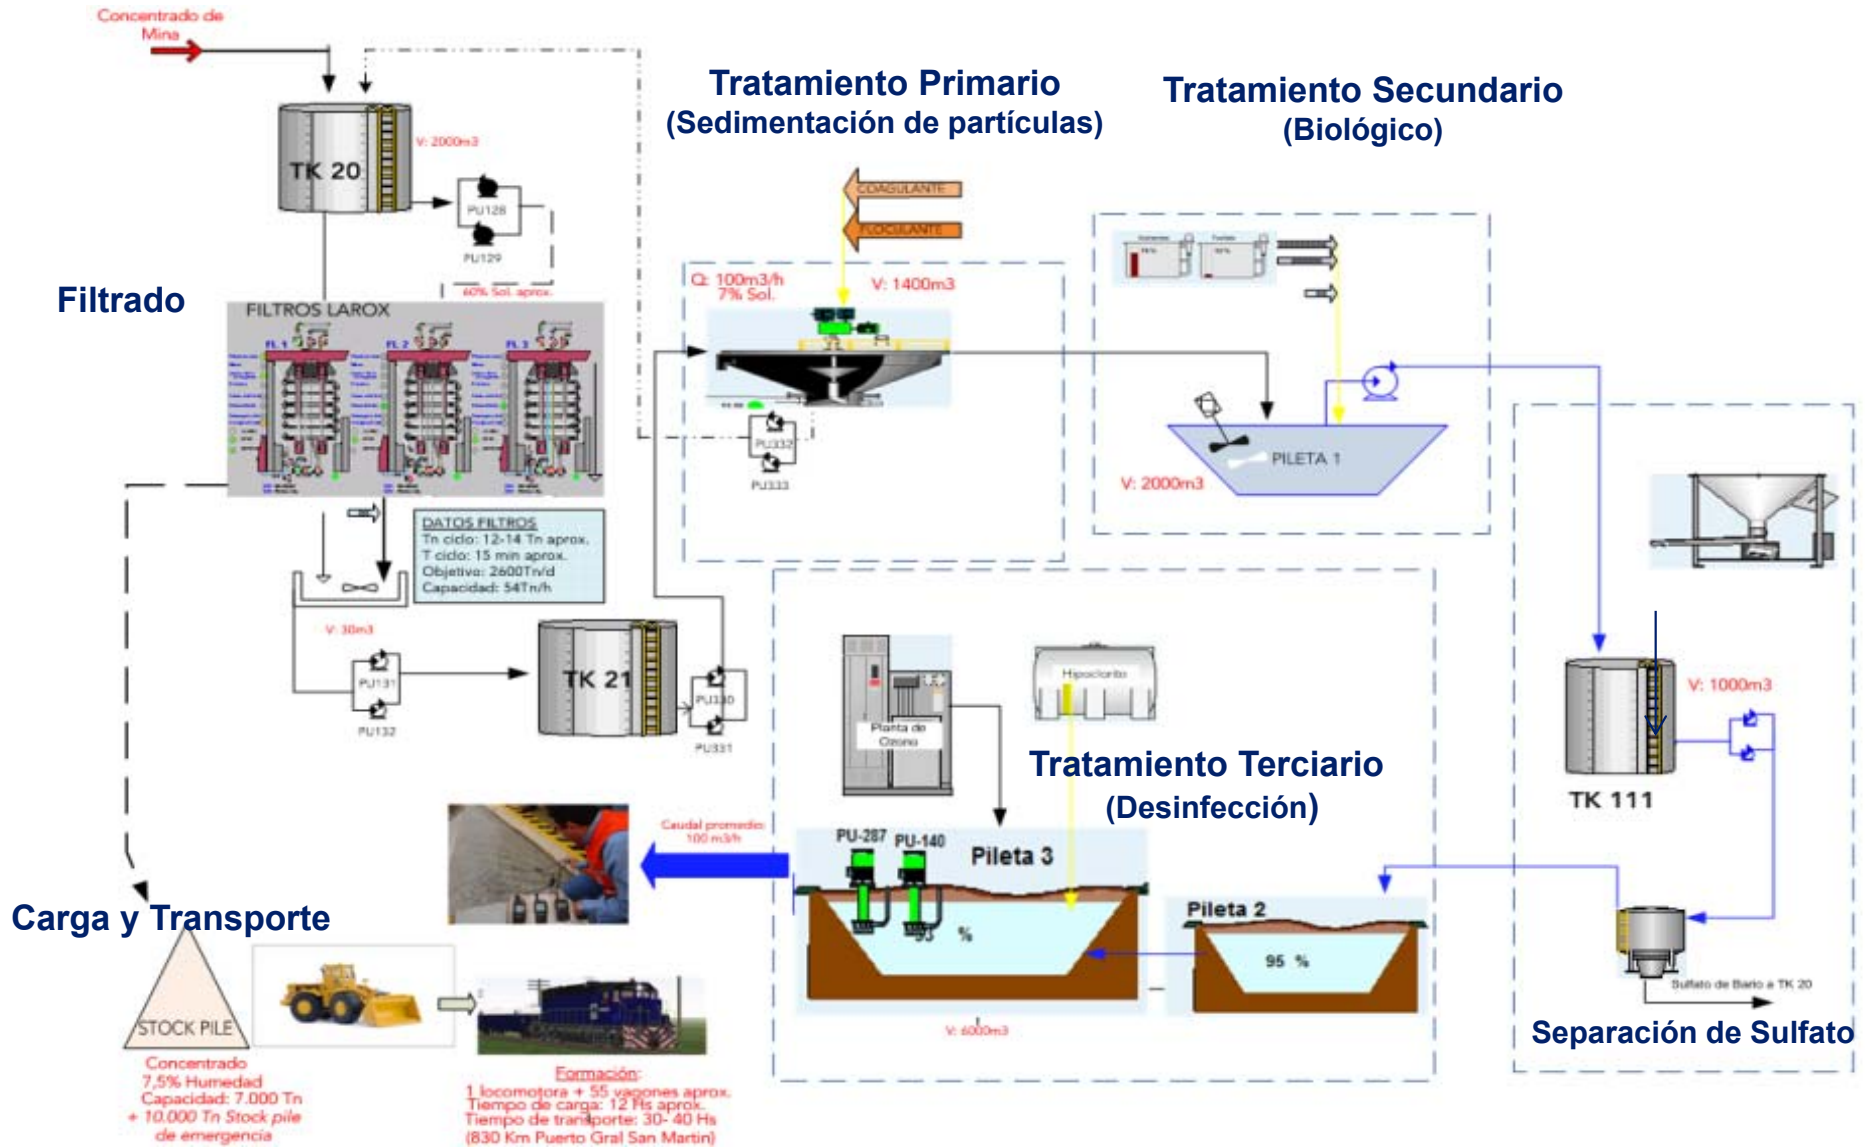 Concentrado de
Mina
TK 20
V: 2000m3
PU128
PU129
60% Sol. aprox.
Filtrado
FILTROS LAROX
FL 1
FL 2
FL 3
DATOS FILTROS
Tn ciclo: 12-14 Tn aprox.
T ciclo: 15 min aprox.
Objetivo: 2600Tn/d
Capacidad: 54Tn/h
V: 30m3
PU131
PU132
TK 21
PU330
PU331
Tratamiento Primario
(Sedimentación de partículas)
COAGULANTE
FLOCULANTE
Q: 100m3/h
7% Sol.
V: 1400m3
PU332
PU333
Tratamiento Secundario
(Biológico)
PILETA 1
V: 2000m3
V: 1000m3
TK 111
Sulfato de Bario a TK 20
Separación de Sulfato
Planta de
Ozono
Hipoclorito
Tratamiento Terciario
(Desinfección)
PU-287
PU-140
Pileta 3
93 %
Pileta 2
95 %
V: 6000m3
Caudal promedio:
100 m3/h
Carga y Transporte
STOCK PILE
Concentrado
7,5% Humedad
Capacidad: 7.000 Tn
+ 10.000 Tn Stock pile
de emergencia
Formación:
1 locomotora + 55 vagones aprox.
Tiempo de carga: 12 Hs aprox.
Tiempo de transporte: 30- 40 Hs
(830 Km Puerto Gral San Martin)